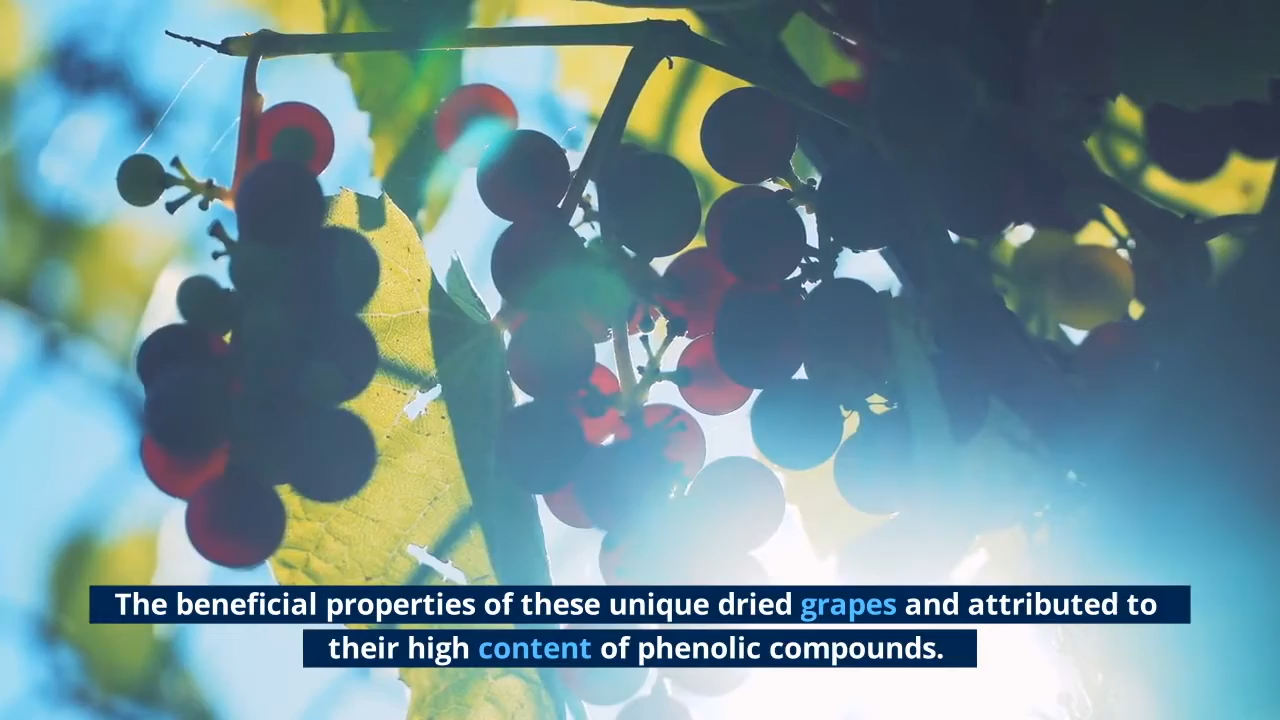 The beneficial properties of these unique dried grapes and attributed to
their high content of phenolic compounds.